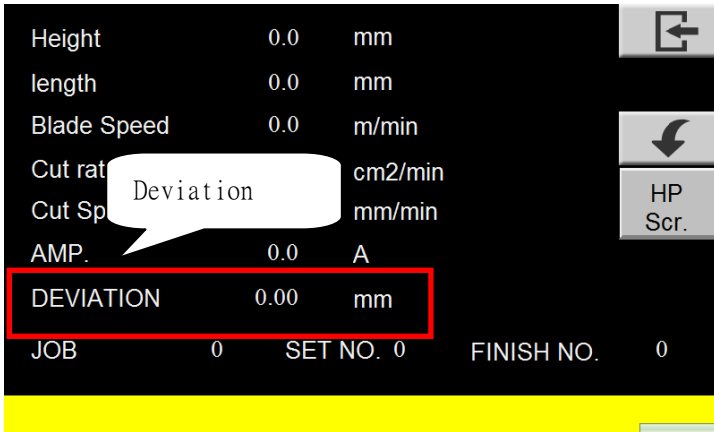 Height 0.0 mm
length 0.0 mm
Blade Speed 0.0 m/min
Cut rat cm2/min
Deviation
Cut Sp mm/min
HP
Scr.
AMP. 0.0 A
DEVIATION 0.00 mm
JOB 0 SET NO. 0 FINISH NO. 0